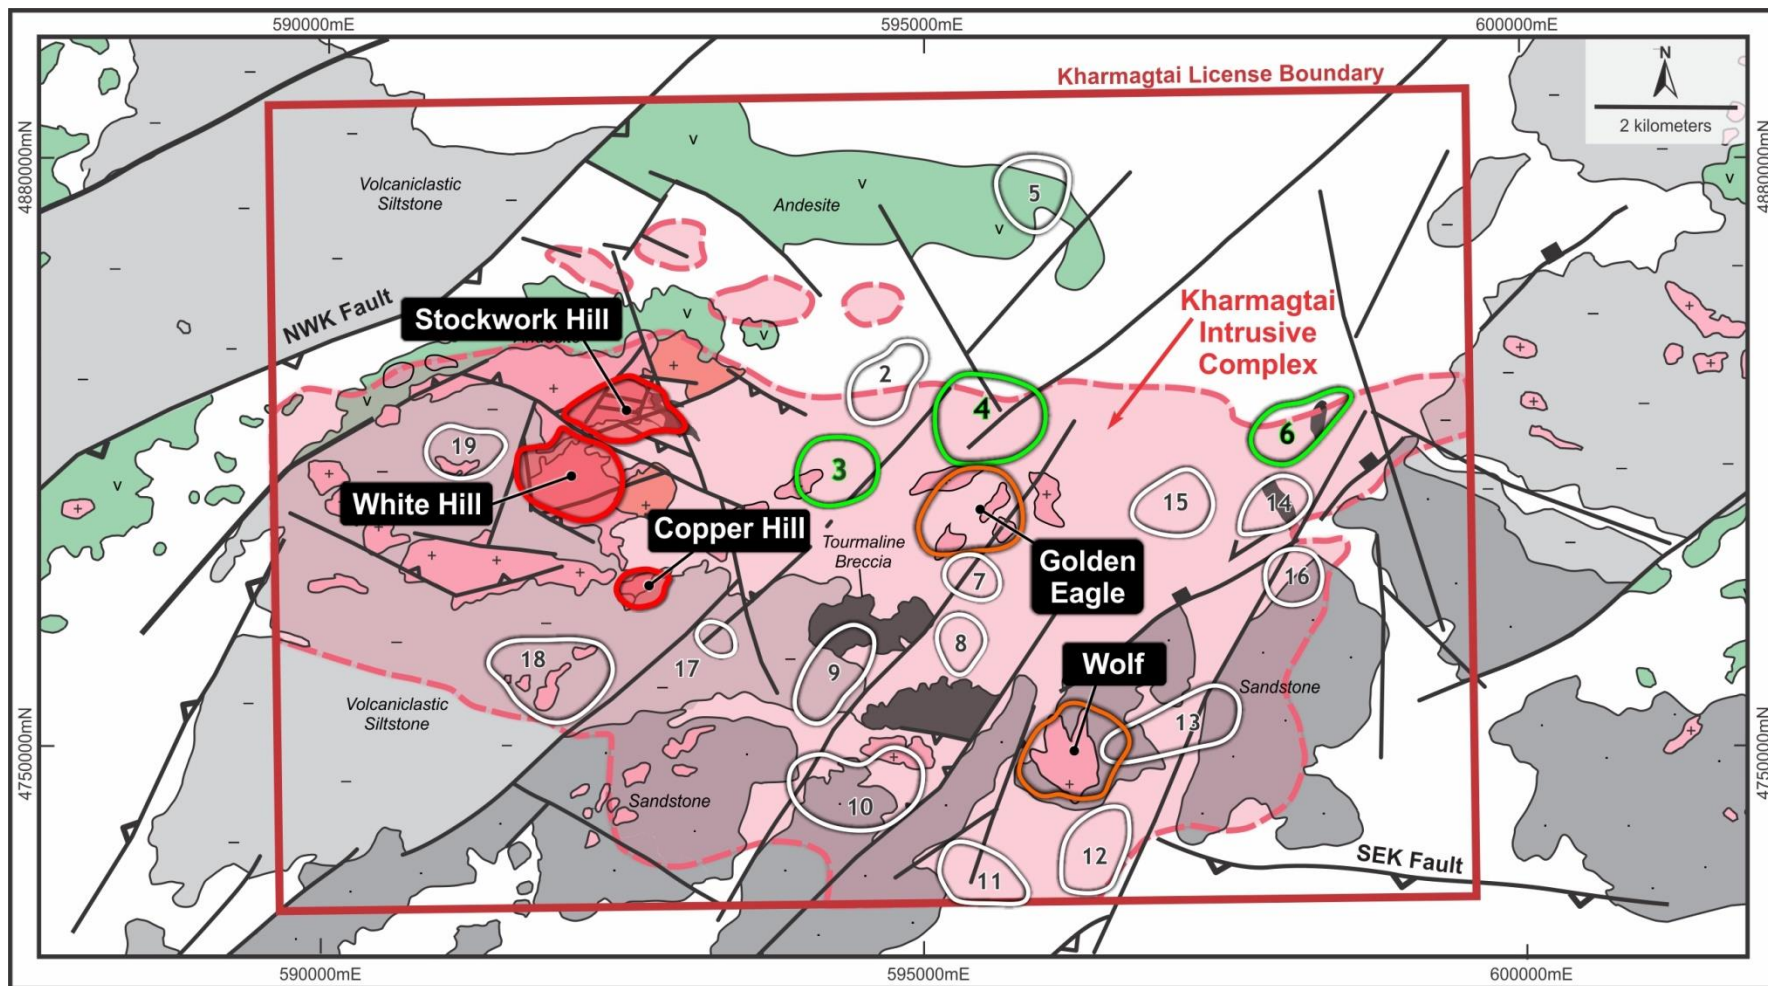 590000mE
595000mE
600000mE
Kharmagtai License Boundary
N
2 kilometers
4880000mN
4880000mN
Volcaniclastic
Siltstone
Andesite
5
NWK Fault
Stockwork Hill
Kharmagtai
Intrusive
Complex
2
4
6
3
19
White Hill
Copper Hill
15
14
Tourmaline
Breccia
Golden
Eagle
7
16
8
17
18
9
Wolf
Sandstone
13
Volcaniclastic
Siltstone
4750000mN
4750000mN
Sandstone
10
12
11
SEK Fault
590000mE
595000mE
600000mE